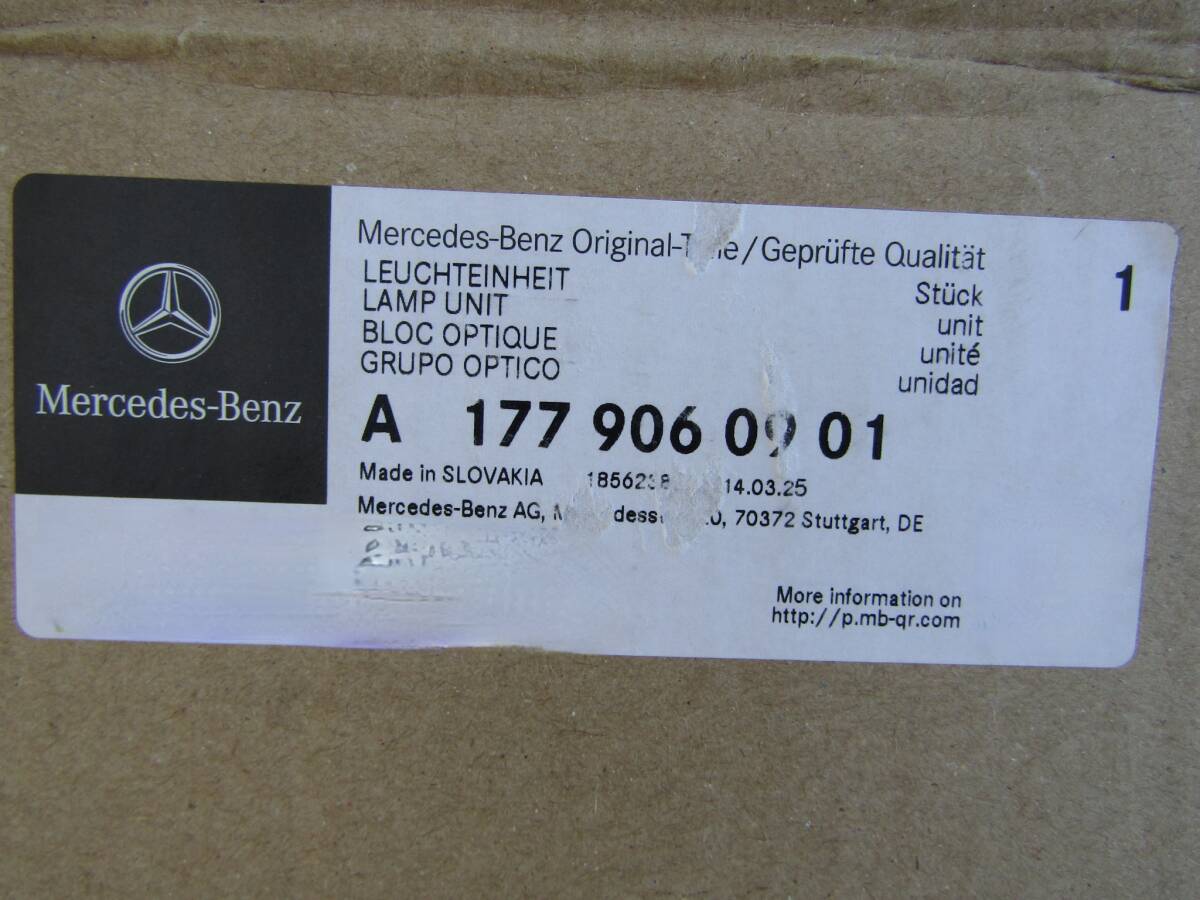 Mercedes-Benz
Mercedes-Benz /Geprüfte Qualität
LEUCHTEINHEIT
LAMP UNIT
BLOC OPTIQUE
GRUPO OPTICO
Stück
unit
unité
unidad
1
A 177 906 09 01
Made in SLOVAKIA 14.03.25
Mercedes-Benz AG, 70372 Stuttgart, DE
More information on
http://p.mb-qr.com